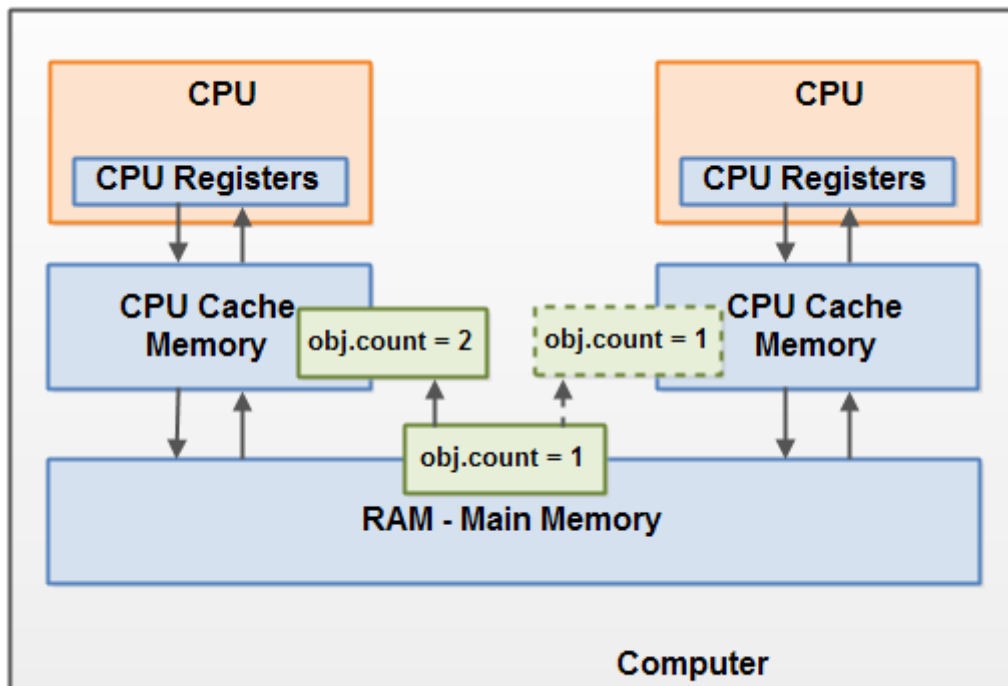 CPU
CPU
CPU Registers
CPU Registers
CPU Cache
Memory
CPU Cache
Memory
obj.count = 2
obj.count = 1
obj.count = 1
RAM - Main Memory
Computer